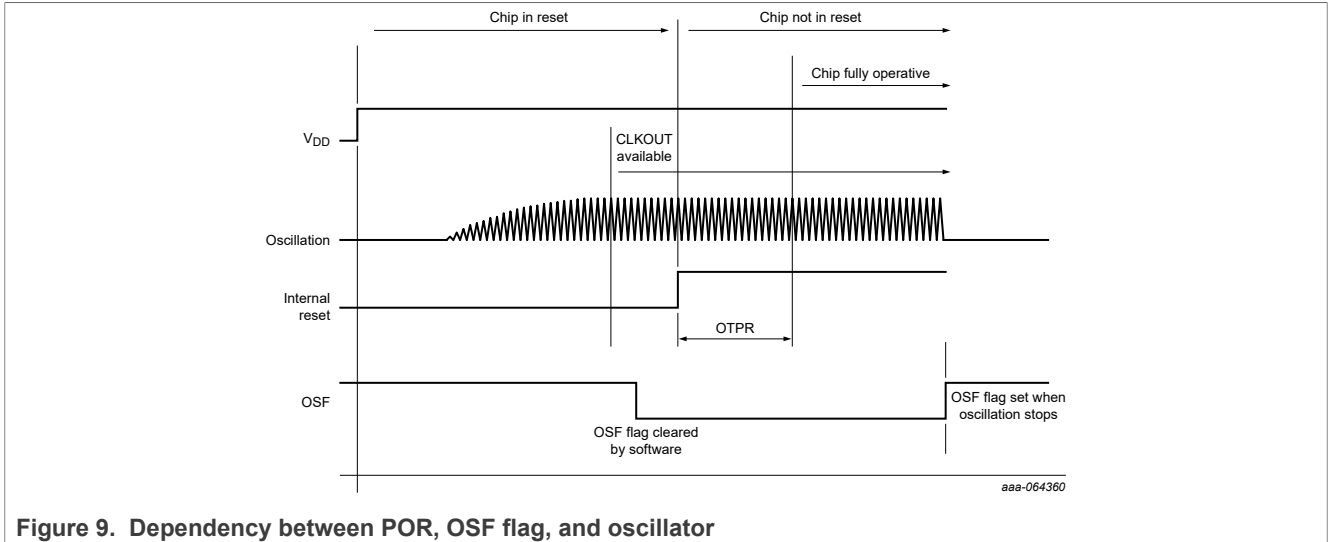 Chip in reset
Chip not in reset
Chip fully operative
VDD
CLKOUT
available
Oscillation
Internal
reset
OTPR
OSF
OSF flag cleared
by software
OSF flag set when
oscillation stops
aaa-064360
Figure 9. Dependency between POR, OSF flag, and oscillator